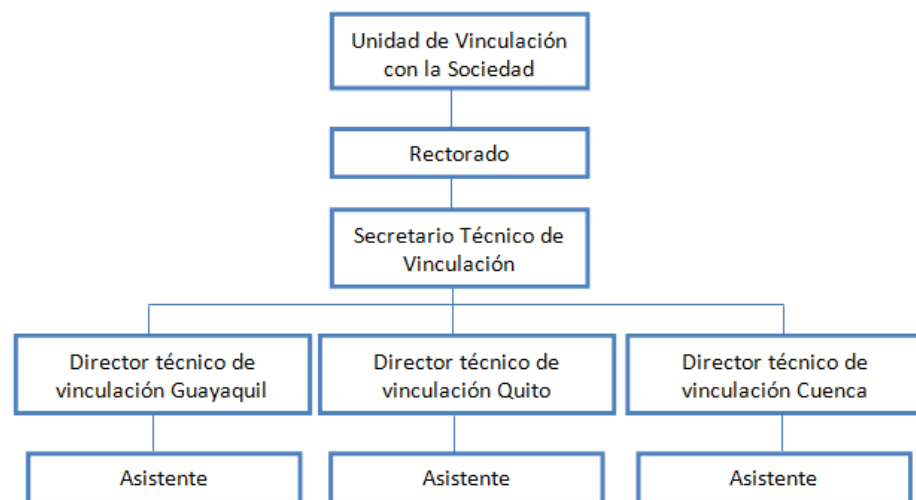 Unidad de Vinculación
con la Sociedad
Rectorado
Secretario Técnico de
Vinculación
Director técnico de
vinculación Guayaquil
Director técnico de
vinculación Quito
Director técnico de
vinculación Cuenca
Asistente
Asistente
Asistente